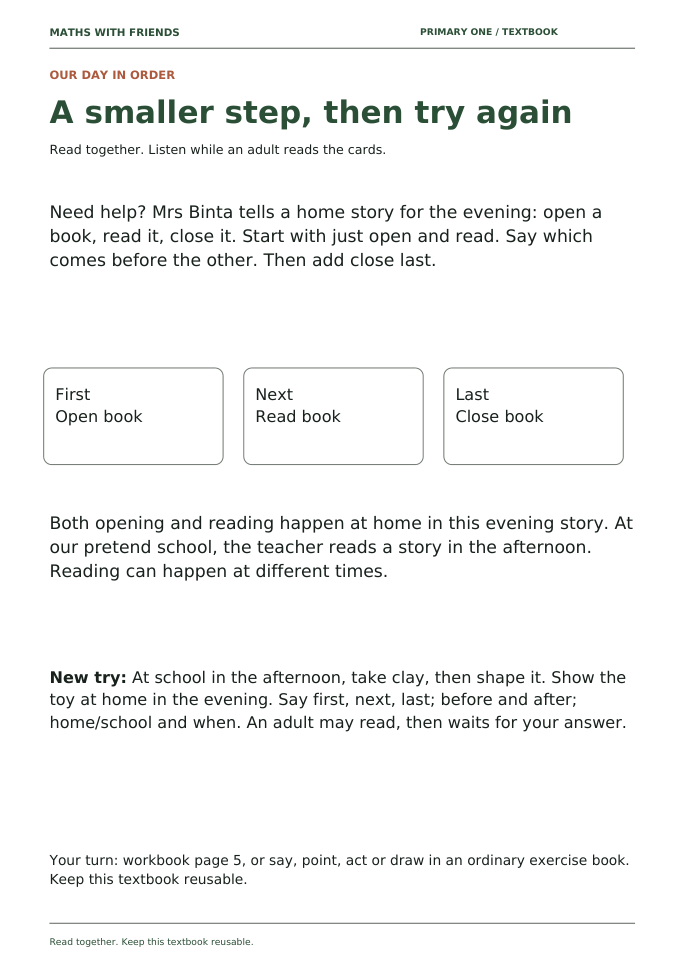 MATHS WITH FRIENDS
PRIMARY ONE / TEXTBOOK
OUR DAY IN ORDER
A smaller step, then try again
Read together. Listen while an adult reads the cards.
Need help? Mrs Binta tells a home story for the evening: open a
book, read it, close it. Start with just open and read. Say which
comes before the other. Then add close last.
First
Open book
Next
Read book
Last
Close book
Both opening and reading happen at home in this evening story. At
our pretend school, the teacher reads a story in the afternoon.
Reading can happen at different times.
New try: At school in the afternoon, take clay, then shape it. Show the
toy at home in the evening. Say first, next, last; before and after;
home/school and when. An adult may read, then waits for your answer.
Your turn: workbook page 5, or say, point, act or draw in an ordinary exercise book.
Keep this textbook reusable.
Read together. Keep this textbook reusable.